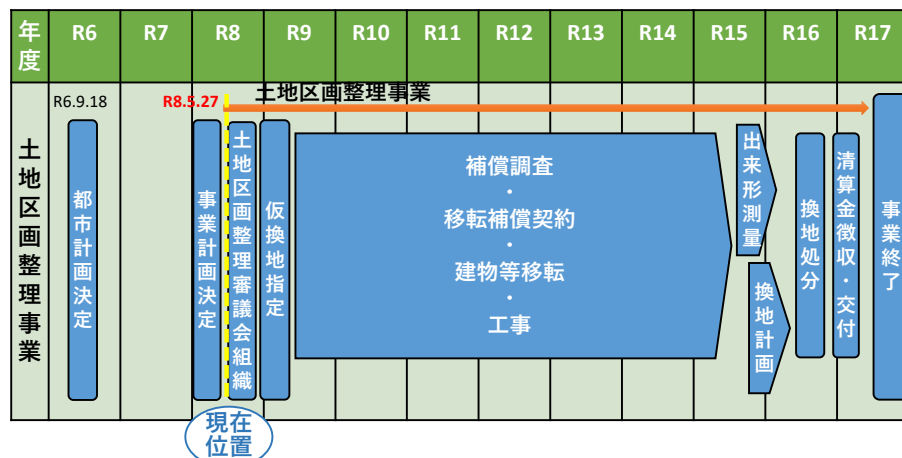 年度 R6 R7 R8 R9 R10 R11 R12 R13 R14 R15 R16 R17
土地区画整理事業
R6.9.18
R8.5.27
土地区画整理事業
都市計画決定
事業計画決定
土地区画整理審議会組織
仮換地指定
補償調査
・
移転補償契約
・
建物等移転
・
工事
出来形測量
換地計画
換地処分
清算金徴収・交付
事業終了
現在
位置